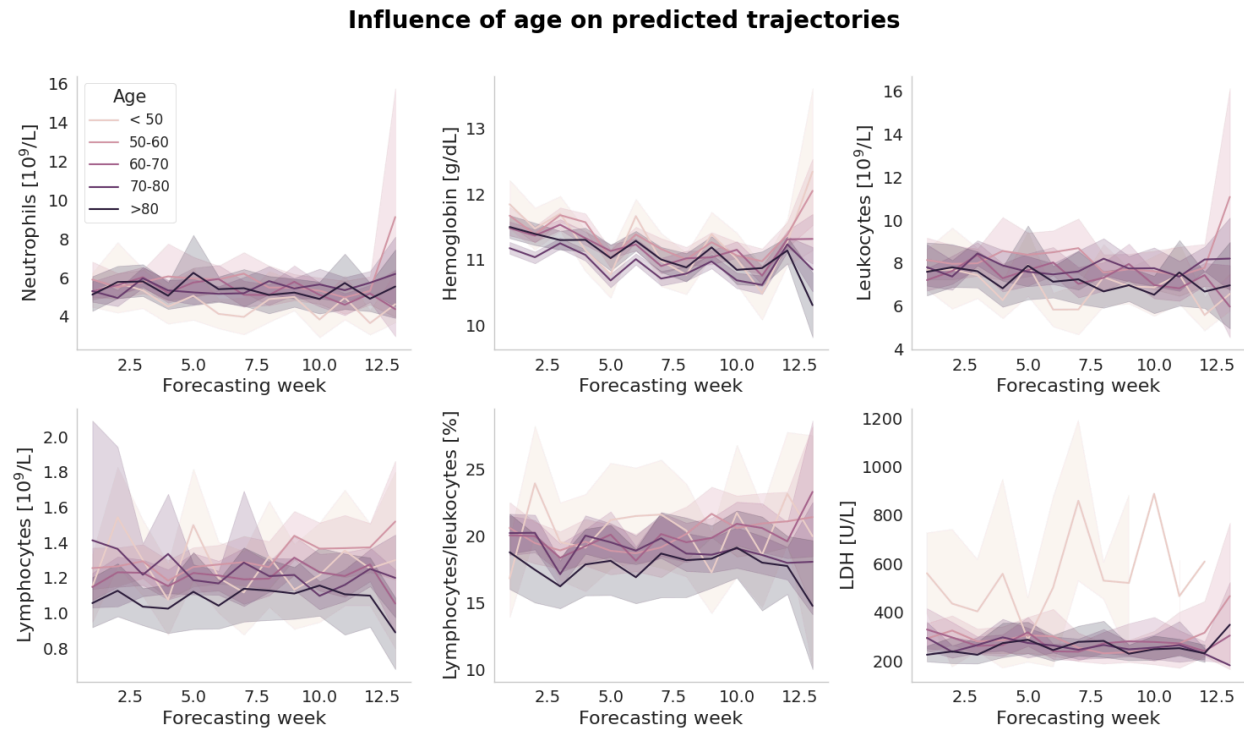 Influence of age on predicted trajectories
Neutrophils [10⁹/L]
16
14
12
10
8
6
4
Age
< 50
50-60
60-70
70-80
>80
2.5 5.0 7.5 10.0 12.5
Forecasting week
Hemoglobin [g/dL]
13
12
11
10
2.5 5.0 7.5 10.0 12.5
Forecasting week
Leukocytes [10⁹/L]
16
14
12
10
8
6
4
2.5 5.0 7.5 10.0 12.5
Forecasting week
Lymphocytes [10⁹/L]
2.0
1.8
1.6
1.4
1.2
1.0
0.8
2.5 5.0 7.5 10.0 12.5
Forecasting week
Lymphocytes/leukocytes [%]
25
20
15
10
2.5 5.0 7.5 10.0 12.5
Forecasting week
LDH [U/L]
1200
1000
800
600
400
200
2.5 5.0 7.5 10.0 12.5
Forecasting week